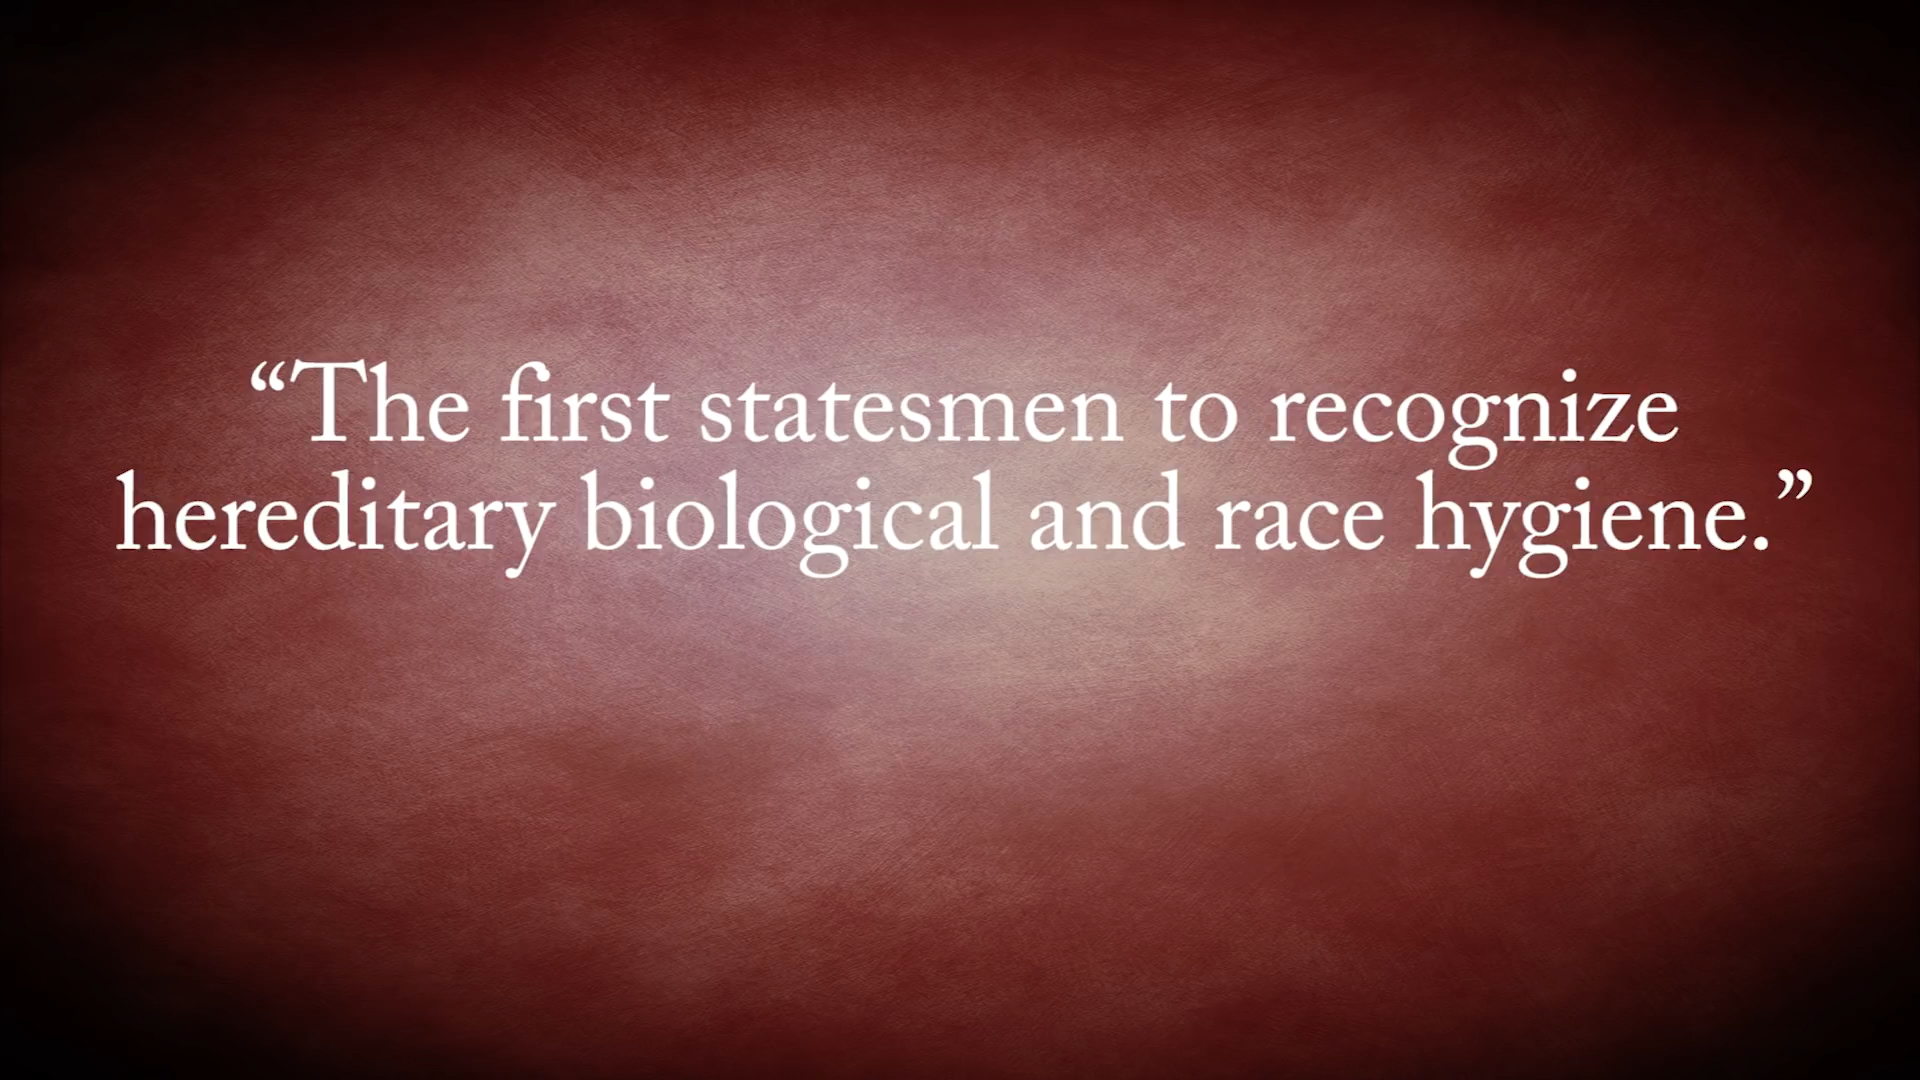 “The first statesmen to recognize
hereditary biological and race hygiene.”